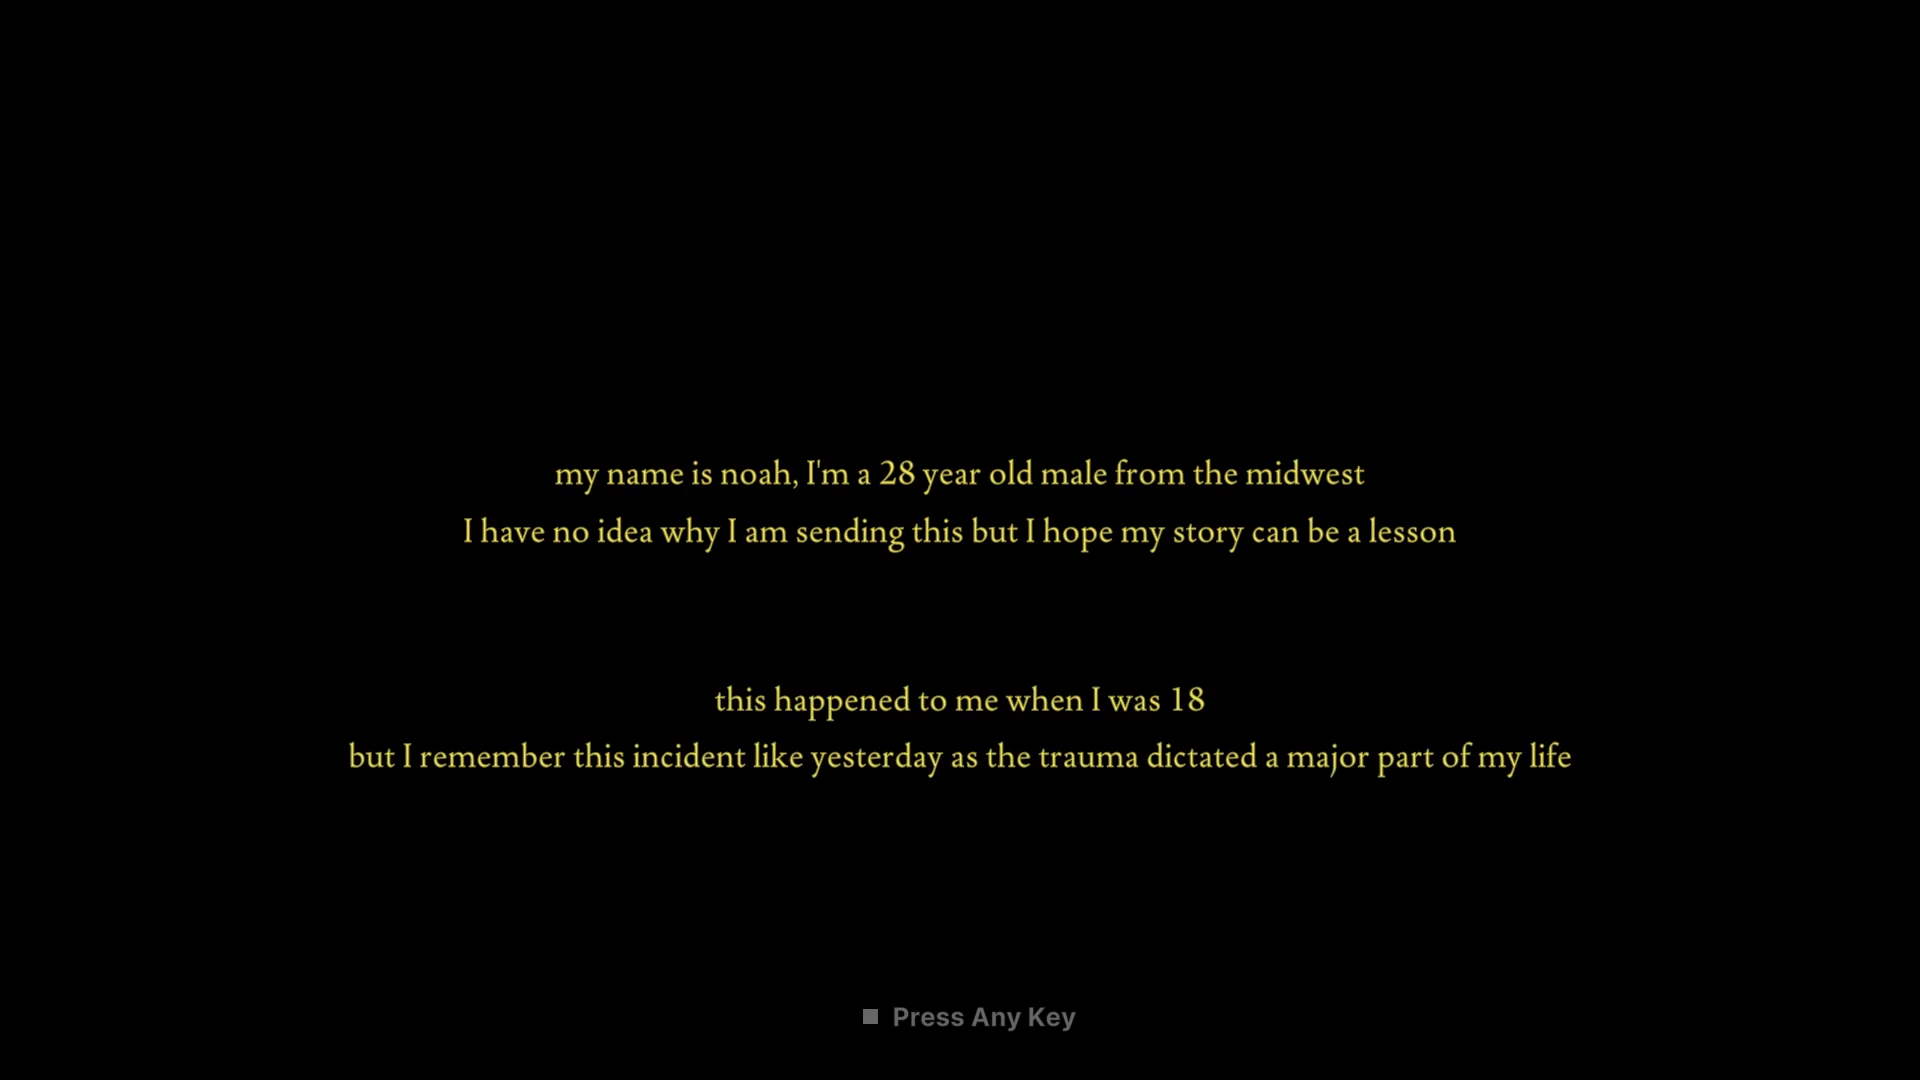 my name is noah, I'm a 28 year old male from the midwest
I have no idea why I am sending this but I hope my story can be a lesson
this happened to me when I was 18
but I remember this incident like yesterday as the trauma dictated a major part of my life
Press Any Key